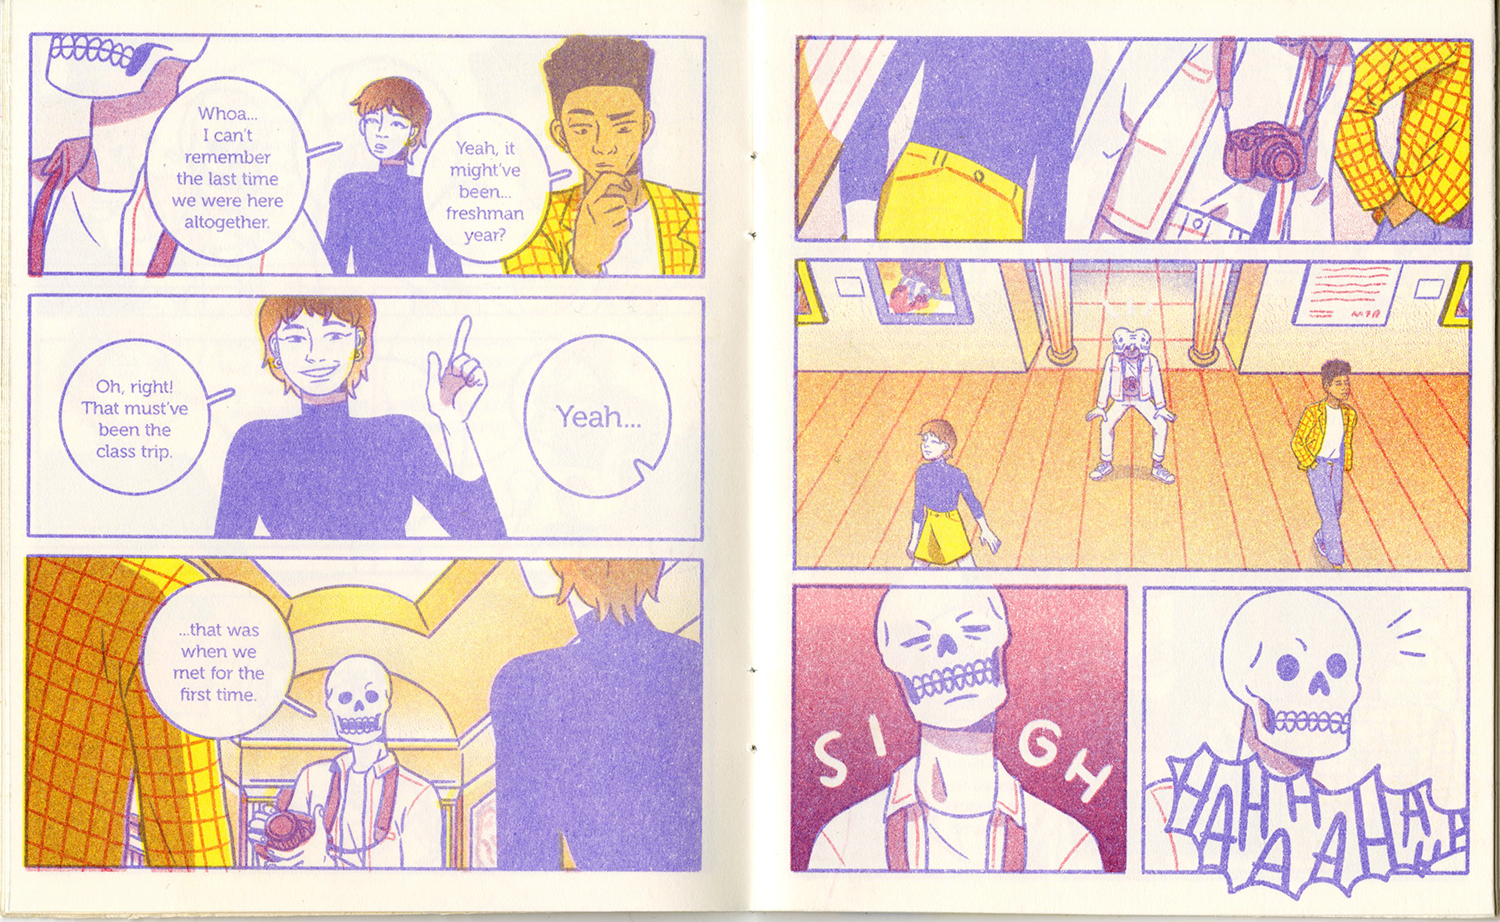 Whoa...
I can't
remember
the last time
we were here
altogether.
Yeah, it
might've
been...
freshman
year?
Oh, right!
That must've
been the
class trip.
Yeah...
...that was
when we
met for the
first time.
SIGH